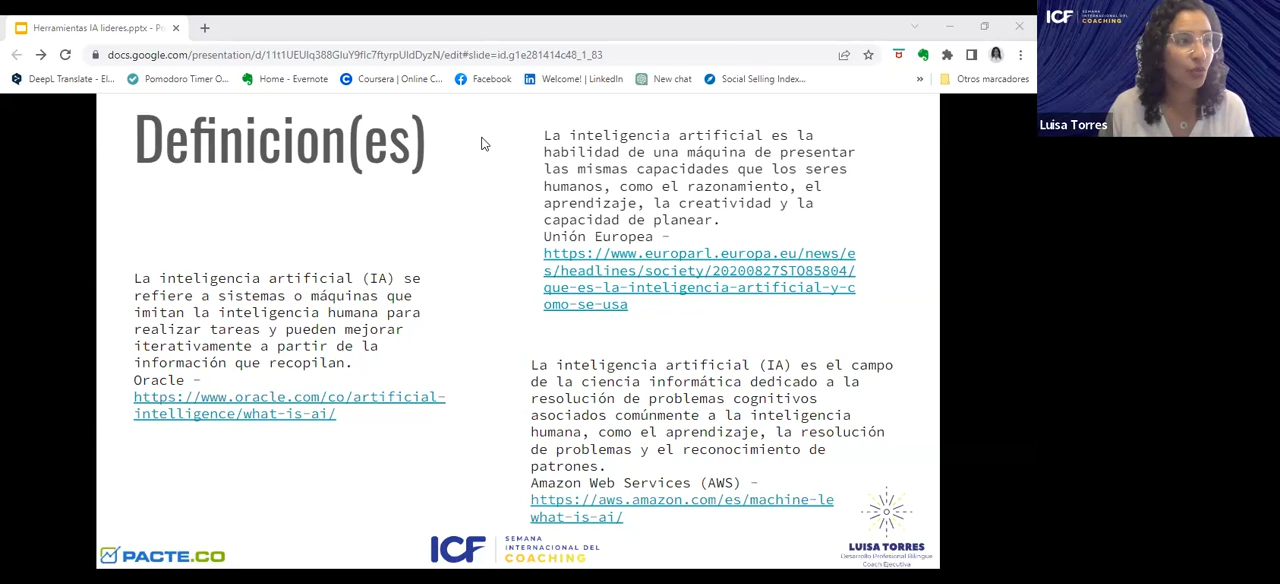 Herramientas IA lideres.pptx - P
docs.google.com/presentation/d/11t1UEUlq388GluY9flc7ftyrpUldDyzN/edit#slide=id.g1e281414c48_1_83
DeepL Translate - El...
Pomodoro Timer O...
Home - Evernote
Coursera | Online C...
Facebook
Welcome! | LinkedIn
New chat
Social Selling Index...
»
Otros marcadores
ICF
SEMANA
INTERNACIONAL DEL
COACHING
Luisa Torres
Definicion(es)
La inteligencia artificial (IA) se
refiere a sistemas o máquinas que
imitan la inteligencia humana para
realizar tareas y pueden mejorar
iterativamente a partir de la
información que recopilan.
Oracle -
https://www.oracle.com/co/artificial-
intelligence/what-is-ai/
La inteligencia artificial es la
habilidad de una máquina de presentar
las mismas capacidades que los seres
humanos, como el razonamiento, el
aprendizaje, la creatividad y la
capacidad de planear.
Unión Europea -
https://www.europarl.europa.eu/news/e
s/headlines/society/20200827STO85804/
que-es-la-inteligencia-artificial-y-c
omo-se-usa
La inteligencia artificial (IA) es el campo
de la ciencia informática dedicado a la
resolución de problemas cognitivos
asociados comúnmente a la inteligencia
humana, como el aprendizaje, la resolución
de problemas y el reconocimiento de
patrones.
Amazon Web Services (AWS) -
https://aws.amazon.com/es/machine-le
what-is-ai/
PACTE.CO
ICF
SEMANA
INTERNACIONAL DEL
COACHING
LUISA TORRES
Desarrollo Profesional Bilingüe
Coach Ejecutiva